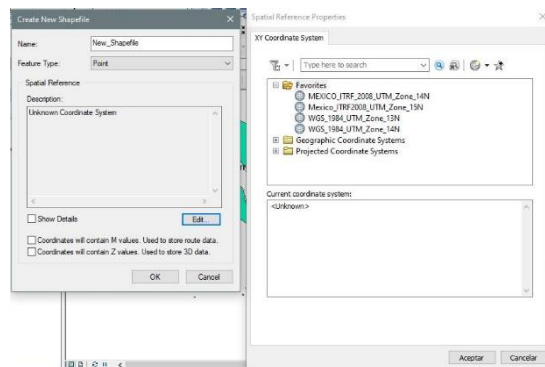 Create New Shapefile
Name:
New_Shapefile
Feature Type:
Point
Spatial Reference
Description:
Unknown Coordinate System
Show Details
Edit...
Coordinates will contain M values. Used to store route data.
Coordinates will contain Z values. Used to store 3D data.
OK
Cancel
Spatial Reference Properties
XY Coordinate System
Type here to search
Favorites
MEXICO_ITRF_2008_UTM_Zone_14N
Mexico_ITRF2008_UTM_Zone_15N
WGS_1984_UTM_Zone_13N
WGS_1984_UTM_Zone_14N
Geographic Coordinate Systems
Projected Coordinate Systems
Current coordinate system:
<Unknown>
Aceptar
Cancelar